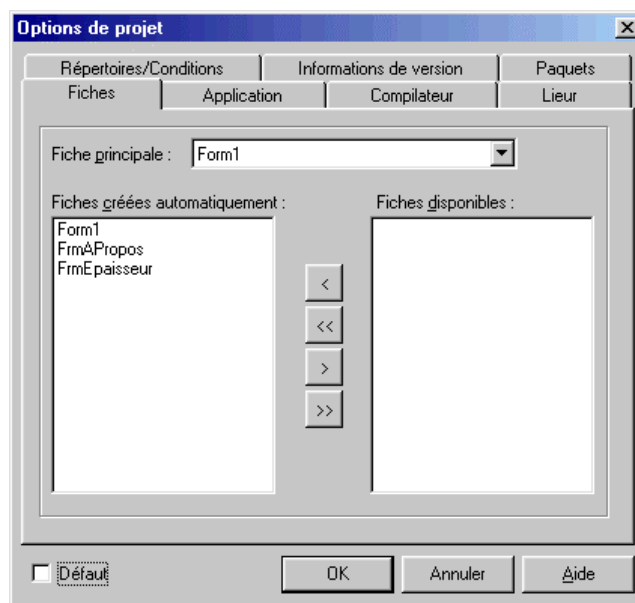 Options de projet
Répertoires/Conditions Informations de version Paquets
Fiches Application Compilateur Lieur
Fiche principale : Form1
Fiches créées automatiquement : Fiches disponibles :
Form1
FrmAPropos
FrmEpaisseur
<
<<
>
>>
Défaut OK Annuler Aide